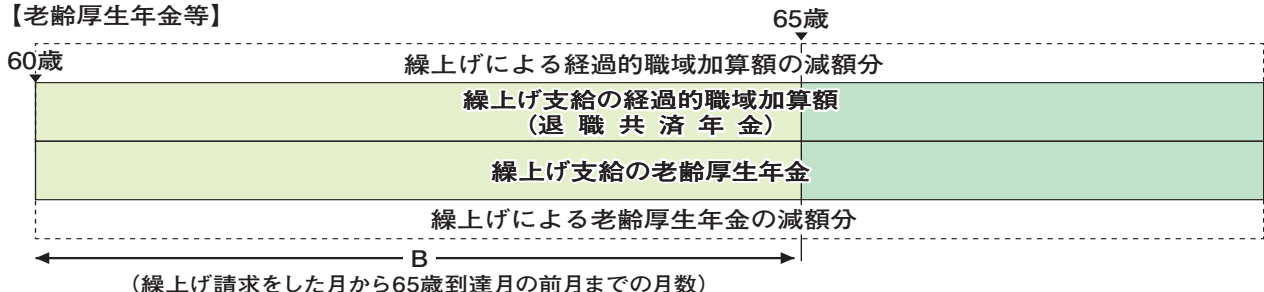 【老齢厚生年金等】
65歳
60歳
繰上げによる経過的職域加算額の減額分
繰上げ支給の経過的職域加算額
（退職共済年金）
繰上げ支給の老齢厚生年金
繰上げによる老齢厚生年金の減額分
B
（繰上げ請求をした月から65歳到達月の前月までの月数）